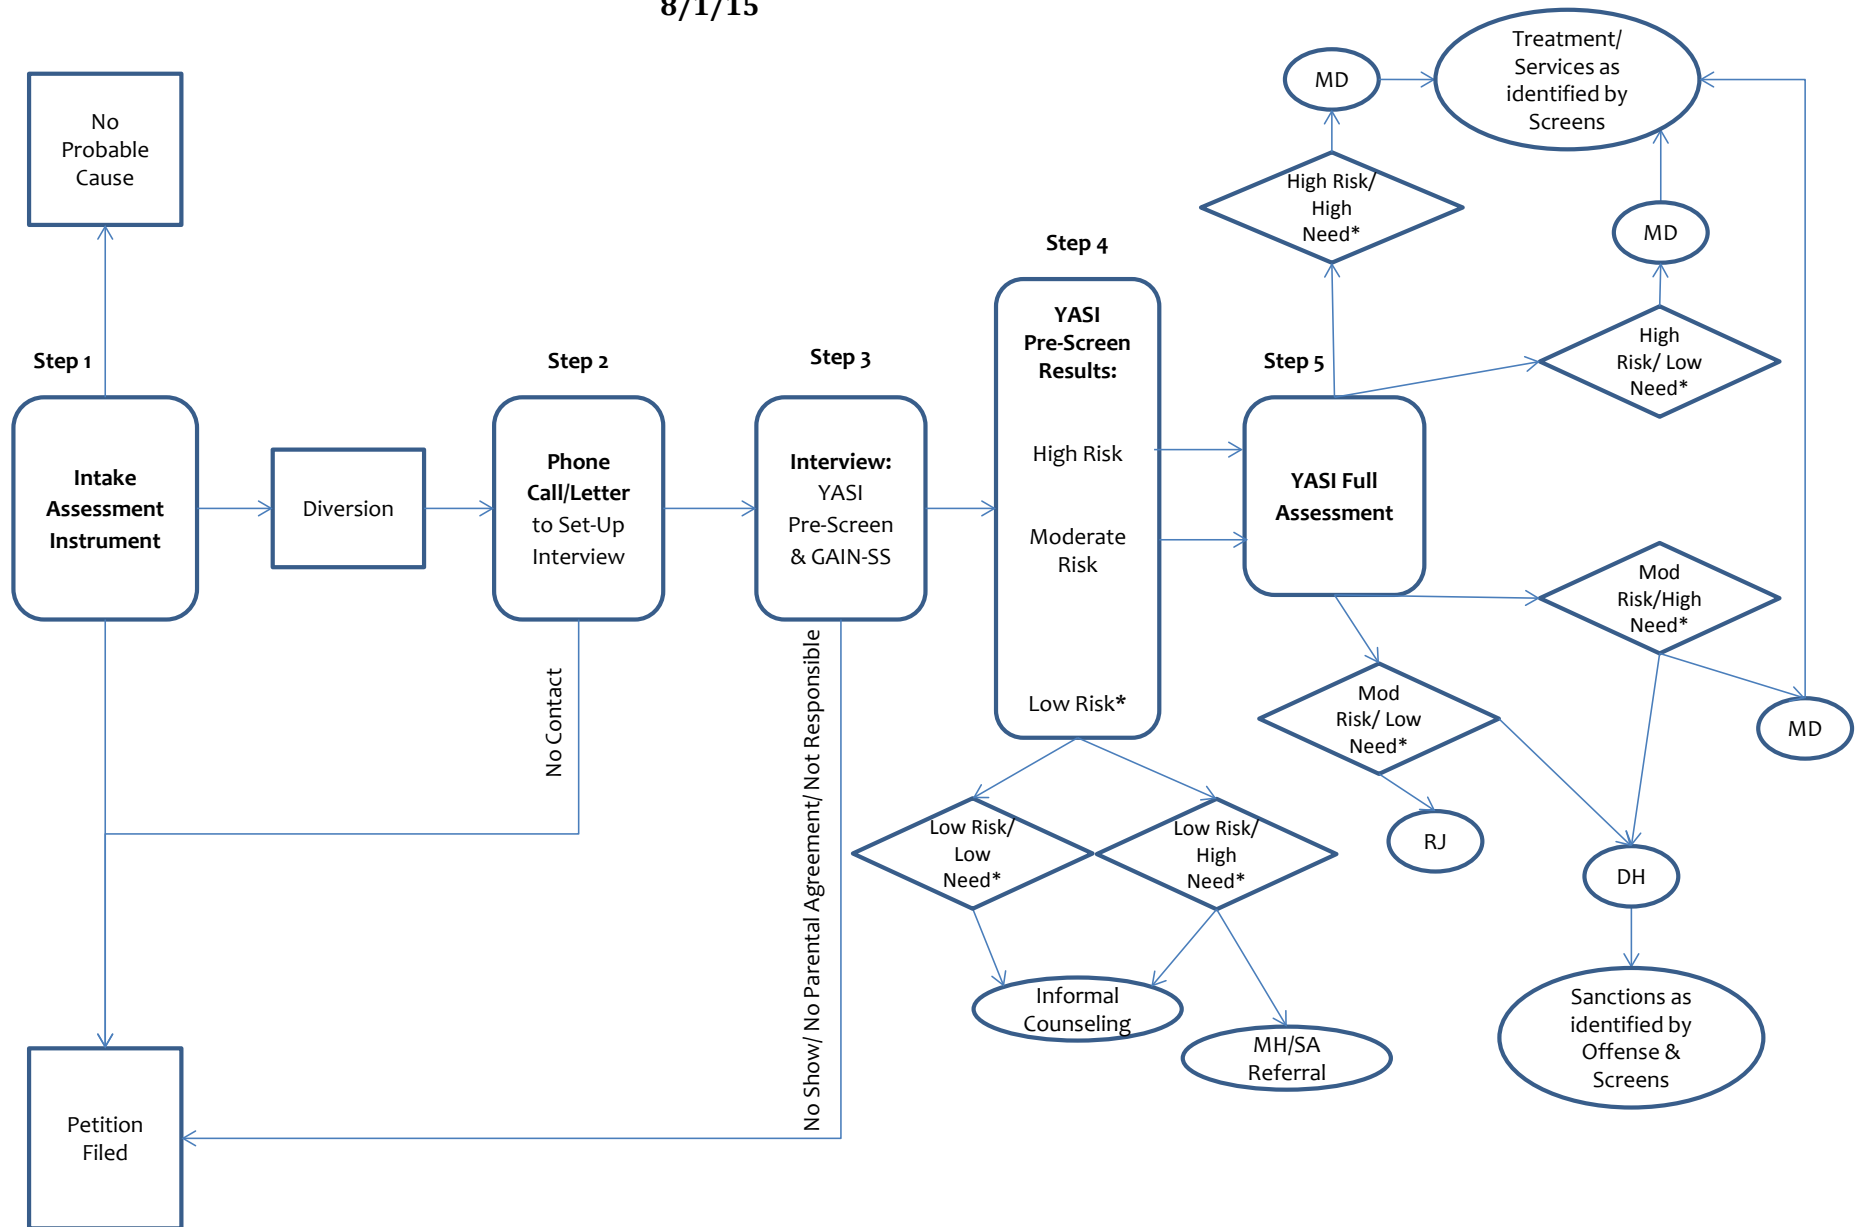 8/1/15
No
Probable
Cause
Step 1
Intake
Assessment
Instrument
Diversion
Step 2
Phone
Call/Letter
to Set-Up
Interview
No Contact
Step 3
Interview:
YASI
Pre-Screen
& GAIN-SS
No Show/ No Parental Agreement/ Not Responsible
Petition
Filed
Step 4
YASI
Pre-Screen
Results:
High Risk
Moderate
Risk
Low Risk*
Low Risk/
Low
Need*
Low Risk/
High
Need*
Informal
Counseling
MH/SA
Referral
Step 5
YASI Full
Assessment
High Risk/
High
Need*
MD
Treatment/
Services as
identified by
Screens
MD
High
Risk/ Low
Need*
Mod
Risk/High
Need*
MD
Mod
Risk/ Low
Need*
RJ
DH
Sanctions as
identified by
Offense &
Screens